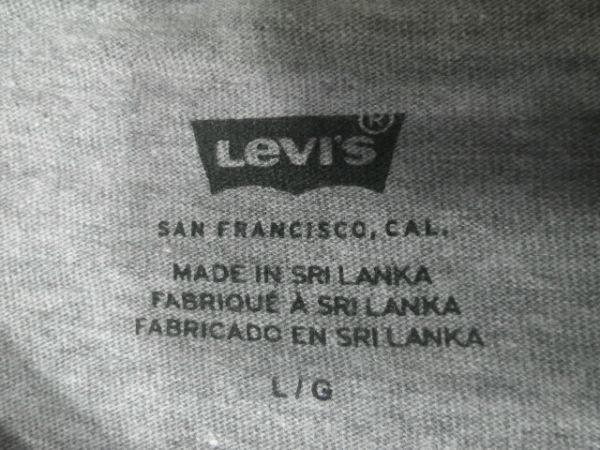 Levi's®
SAN FRANCISCO, CAL.
MADE IN SRI LANKA
FABRIQUÉ À SRI LANKA
FABRICADO EN SRI LANKA
L/G